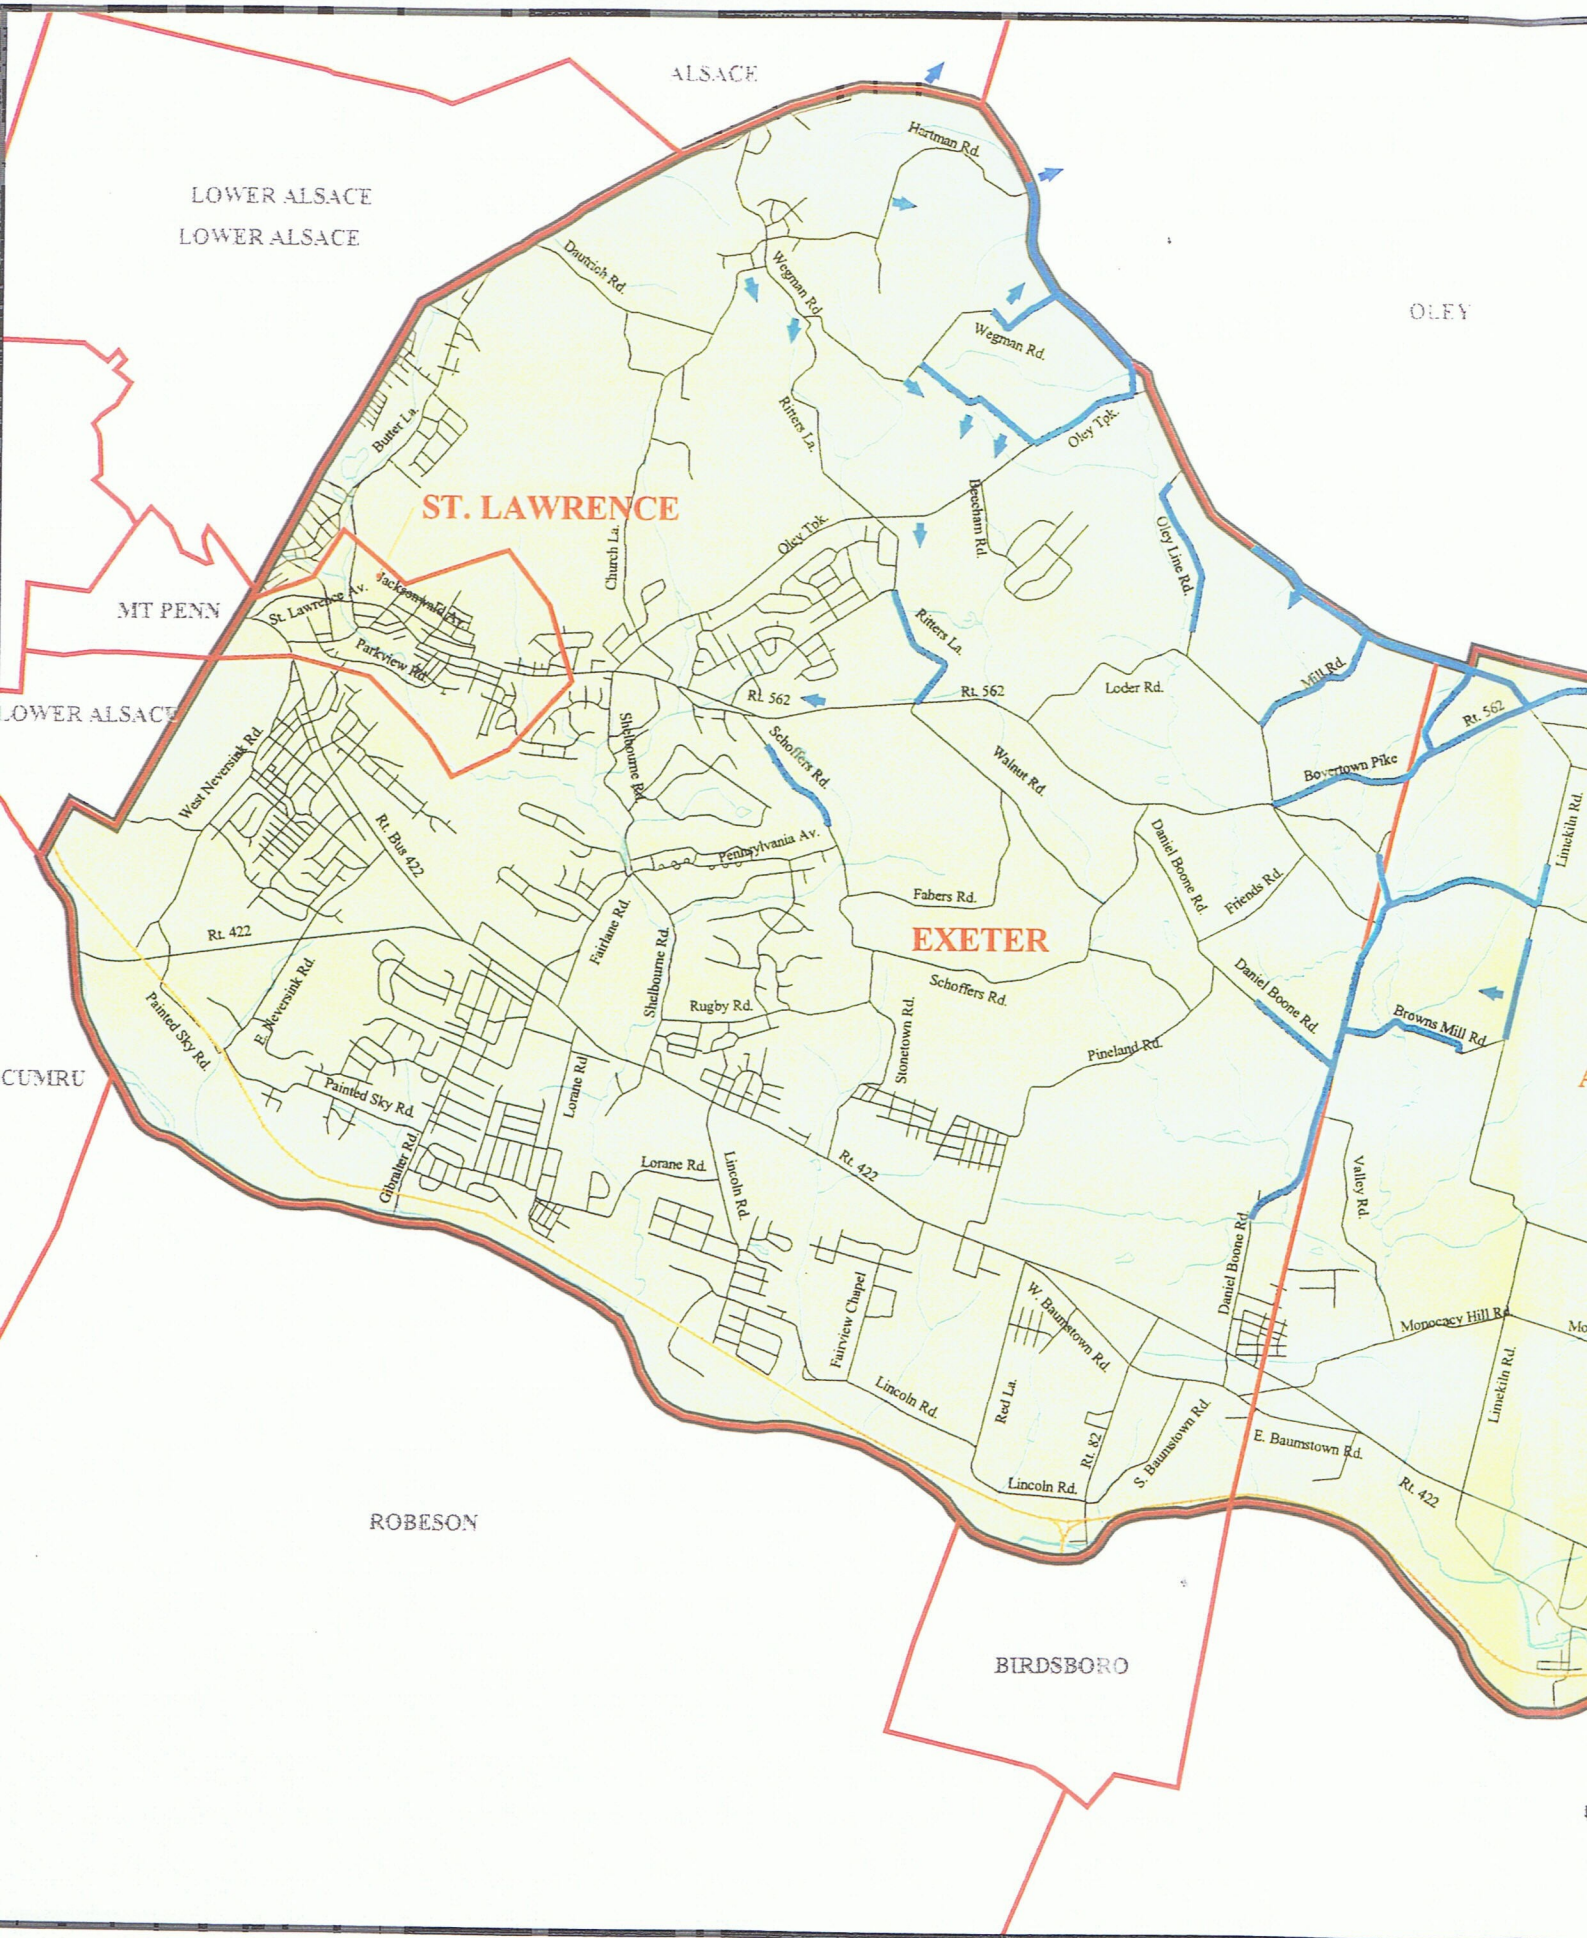 ALSACE
Hartman Rd.
LOWER ALSACE
LOWER ALSACE
Dautrich Rd.
Wegman Rd.
OLEY
Wegman Rd.
Butter La.
Ritters La.
Oley Tpk.
ST. LAWRENCE
Beecham Rd.
Oley Tpk.
Oley Line Rd.
Church La.
Jacksonwald Av.
St. Lawrence Av.
MT PENN
Ritters La.
Parkview Rd.
Mill Rd.
Rt. 562
Rt. 562
Loder Rd.
LOWER ALSACE
Rt. 562
Shelbourne Rd.
Schoffers Rd.
Walnut Rd.
West Neversink Rd.
Boyertown Pike
Limekiln Rd.
Rt. Bus 422
Pennsylvania Av.
Daniel Boone Rd.
Friends Rd.
Fabers Rd.
Fairlane Rd.
Rt. 422
EXETER
Shelbourne Rd.
Daniel Boone Rd.
Schoffers Rd.
E. Neversink Rd.
Rugby Rd.
Painted Sky Rd.
Stonetown Rd.
Browns Mill Rd.
Pineland Rd.
CUMRU
Lorane Rd.
Painted Sky Rd.
Gibralter Rd.
Lorane Rd.
Lincoln Rd.
Rt. 422
Valley Rd.
Daniel Boone Rd.
W. Baumstown Rd.
Fairview Chapel
Monocacy Hill Rd.
Mo
Limekiln Rd.
Red La.
Lincoln Rd.
Rt. 82
S. Baumstown Rd.
E. Baumstown Rd.
Lincoln Rd.
Rt. 422
ROBESON
BIRDSBORO